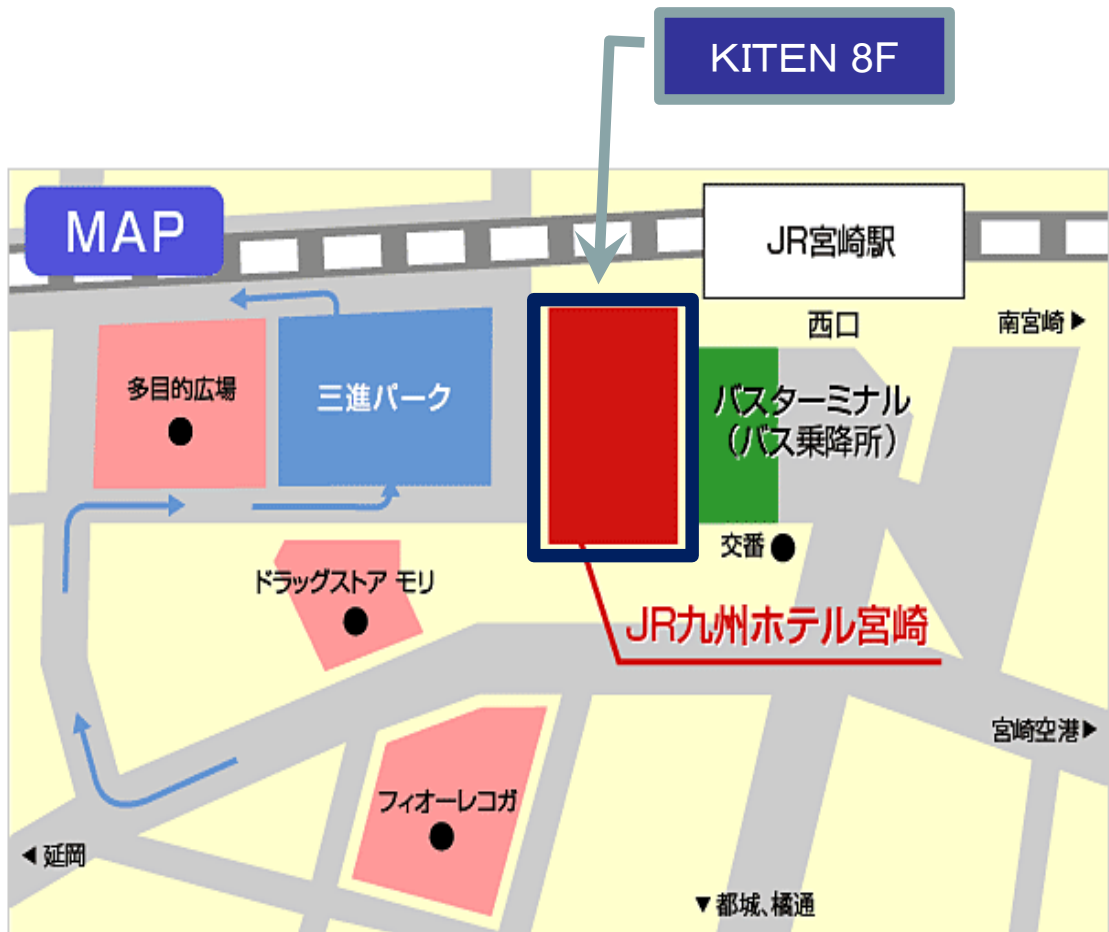 KITEN 8F
MAP
JR宮崎駅
西口
南宮崎▶
多目的広場
三進パーク
バスターミナル
（バス乗降所）
交番
ドラッグストア モリ
JR九州ホテル宮崎
宮崎空港▶
フィオーレコガ
◀延岡
▼都城、橘通